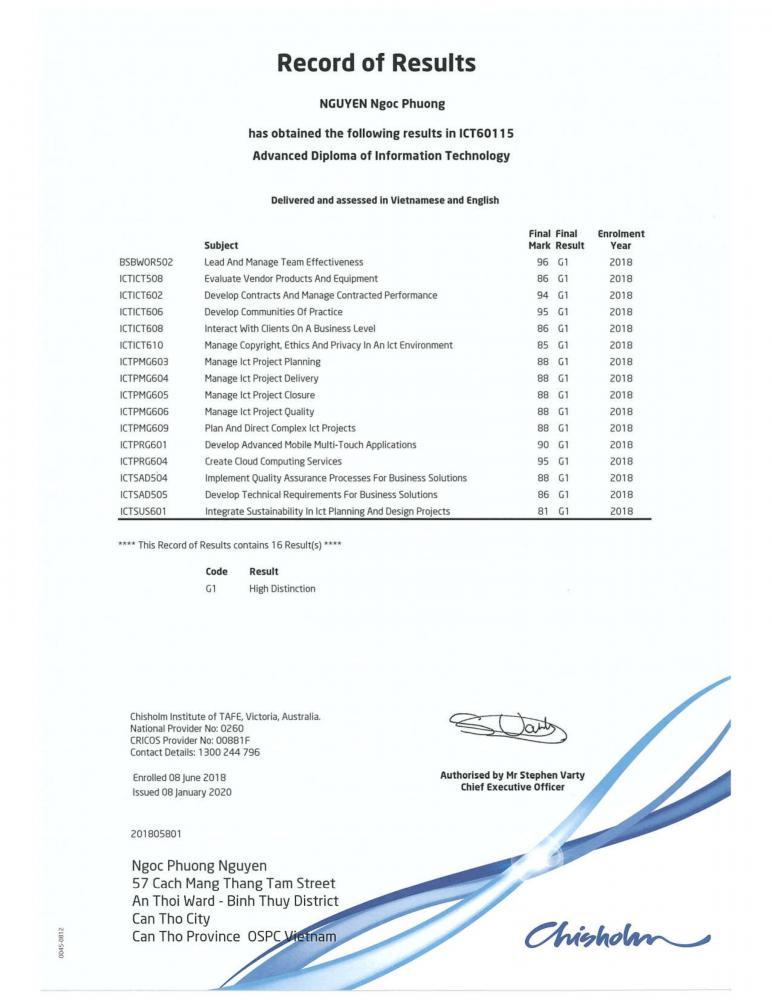 Record of Results
NGUYEN Ngoc Phuong
has obtained the following results in ICT60115
Advanced Diploma of Information Technology
Delivered and assessed in Vietnamese and English
Final Final Enrolment
Subject Mark Result Year
BSBWOR502 Lead And Manage Team Effectiveness 96 G1 2018
ICTICT508 Evaluate Vendor Products And Equipment 86 G1 2018
ICTICT602 Develop Contracts And Manage Contracted Performance 94 G1 2018
ICTICT606 Develop Communities Of Practice 95 G1 2018
ICTICT608 Interact With Clients On A Business Level 86 G1 2018
ICTICT610 Manage Copyright, Ethics And Privacy In An Ict Environment 85 G1 2018
ICTPMG603 Manage Ict Project Planning 88 G1 2018
ICTPMG604 Manage Ict Project Delivery 88 G1 2018
ICTPMG605 Manage Ict Project Closure 88 G1 2018
ICTPMG606 Manage Ict Project Quality 88 G1 2018
ICTPMG609 Plan And Direct Complex Ict Projects 88 G1 2018
ICTPRG601 Develop Advanced Mobile Multi-Touch Applications 90 G1 2018
ICTPRG604 Create Cloud Computing Services 95 G1 2018
ICTSAD504 Implement Quality Assurance Processes For Business Solutions 88 G1 2018
ICTSAD505 Develop Technical Requirements For Business Solutions 86 G1 2018
ICTSUS601 Integrate Sustainability In Ict Planning And Design Projects 81 G1 2018
**** This Record of Results contains 16 Result(s) ****
Code Result
G1 High Distinction
Chisholm Institute of TAFE, Victoria, Australia.
National Provider No: 0260
CRICOS Provider No: 00881F
Contact Details: 1300 244 796
Enrolled 08 June 2018
Issued 08 January 2020
S Varty
Authorised by Mr Stephen Varty
Chief Executive Officer
201805801
Ngoc Phuong Nguyen
57 Cach Mang Thang Tam Street
An Thoi Ward - Binh Thuy District
Can Tho City
Can Tho Province OSPC Vietnam
0045-0812
Chisholm